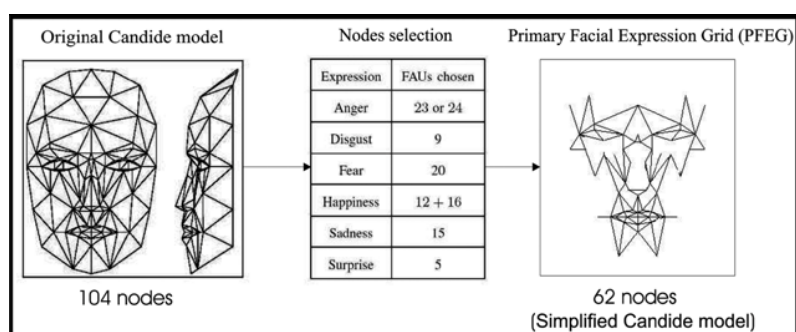 Original Candide model
Nodes selection
Primary Facial Expression Grid (PFEG)
Expression FAUs chosen
Anger 23 or 24
Disgust 9
Fear 20
Happiness 12 + 16
Sadness 15
Surprise 5
104 nodes
62 nodes
(Simplified Candide model)